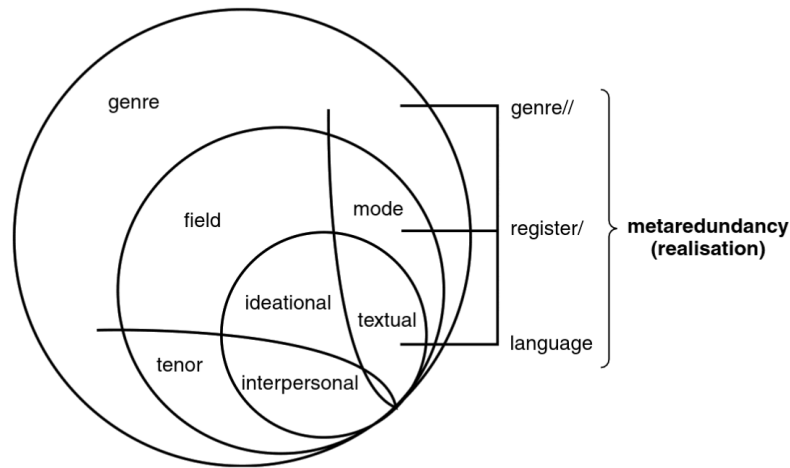 genre
genre//
field
mode
register/
metaredundancy
(realisation)
ideational
textual
language
tenor
interpersonal